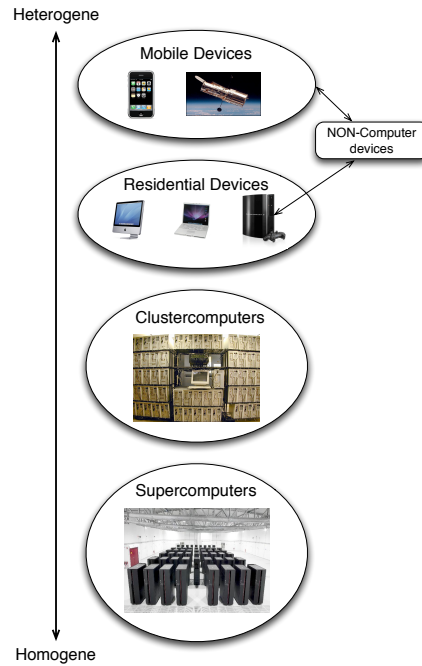 Heterogene
Mobile Devices
NON-Computer
devices
Residential Devices
Clustercomputers
Supercomputers
Homogene